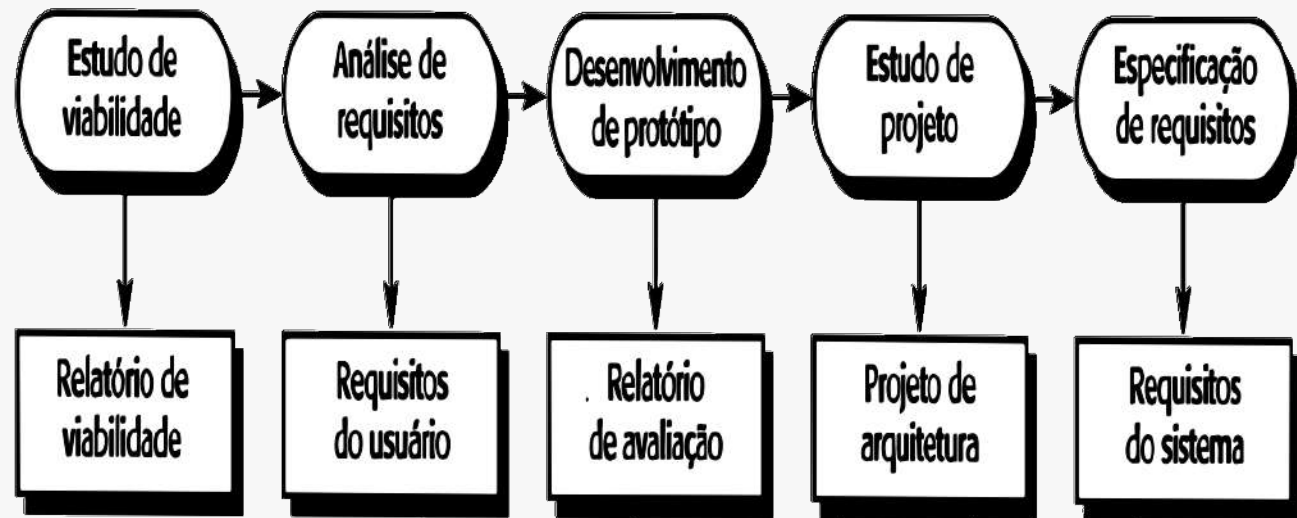 Estudo de
viabilidade
Análise de
requisitos
Desenvolvimento
de protótipo
Estudo de
projeto
Especificação
de requisitos
Relatório de
viabilidade
Requisitos
do usuário
Relatório
de avaliação
Projeto de
arquitetura
Requisitos
do sistema